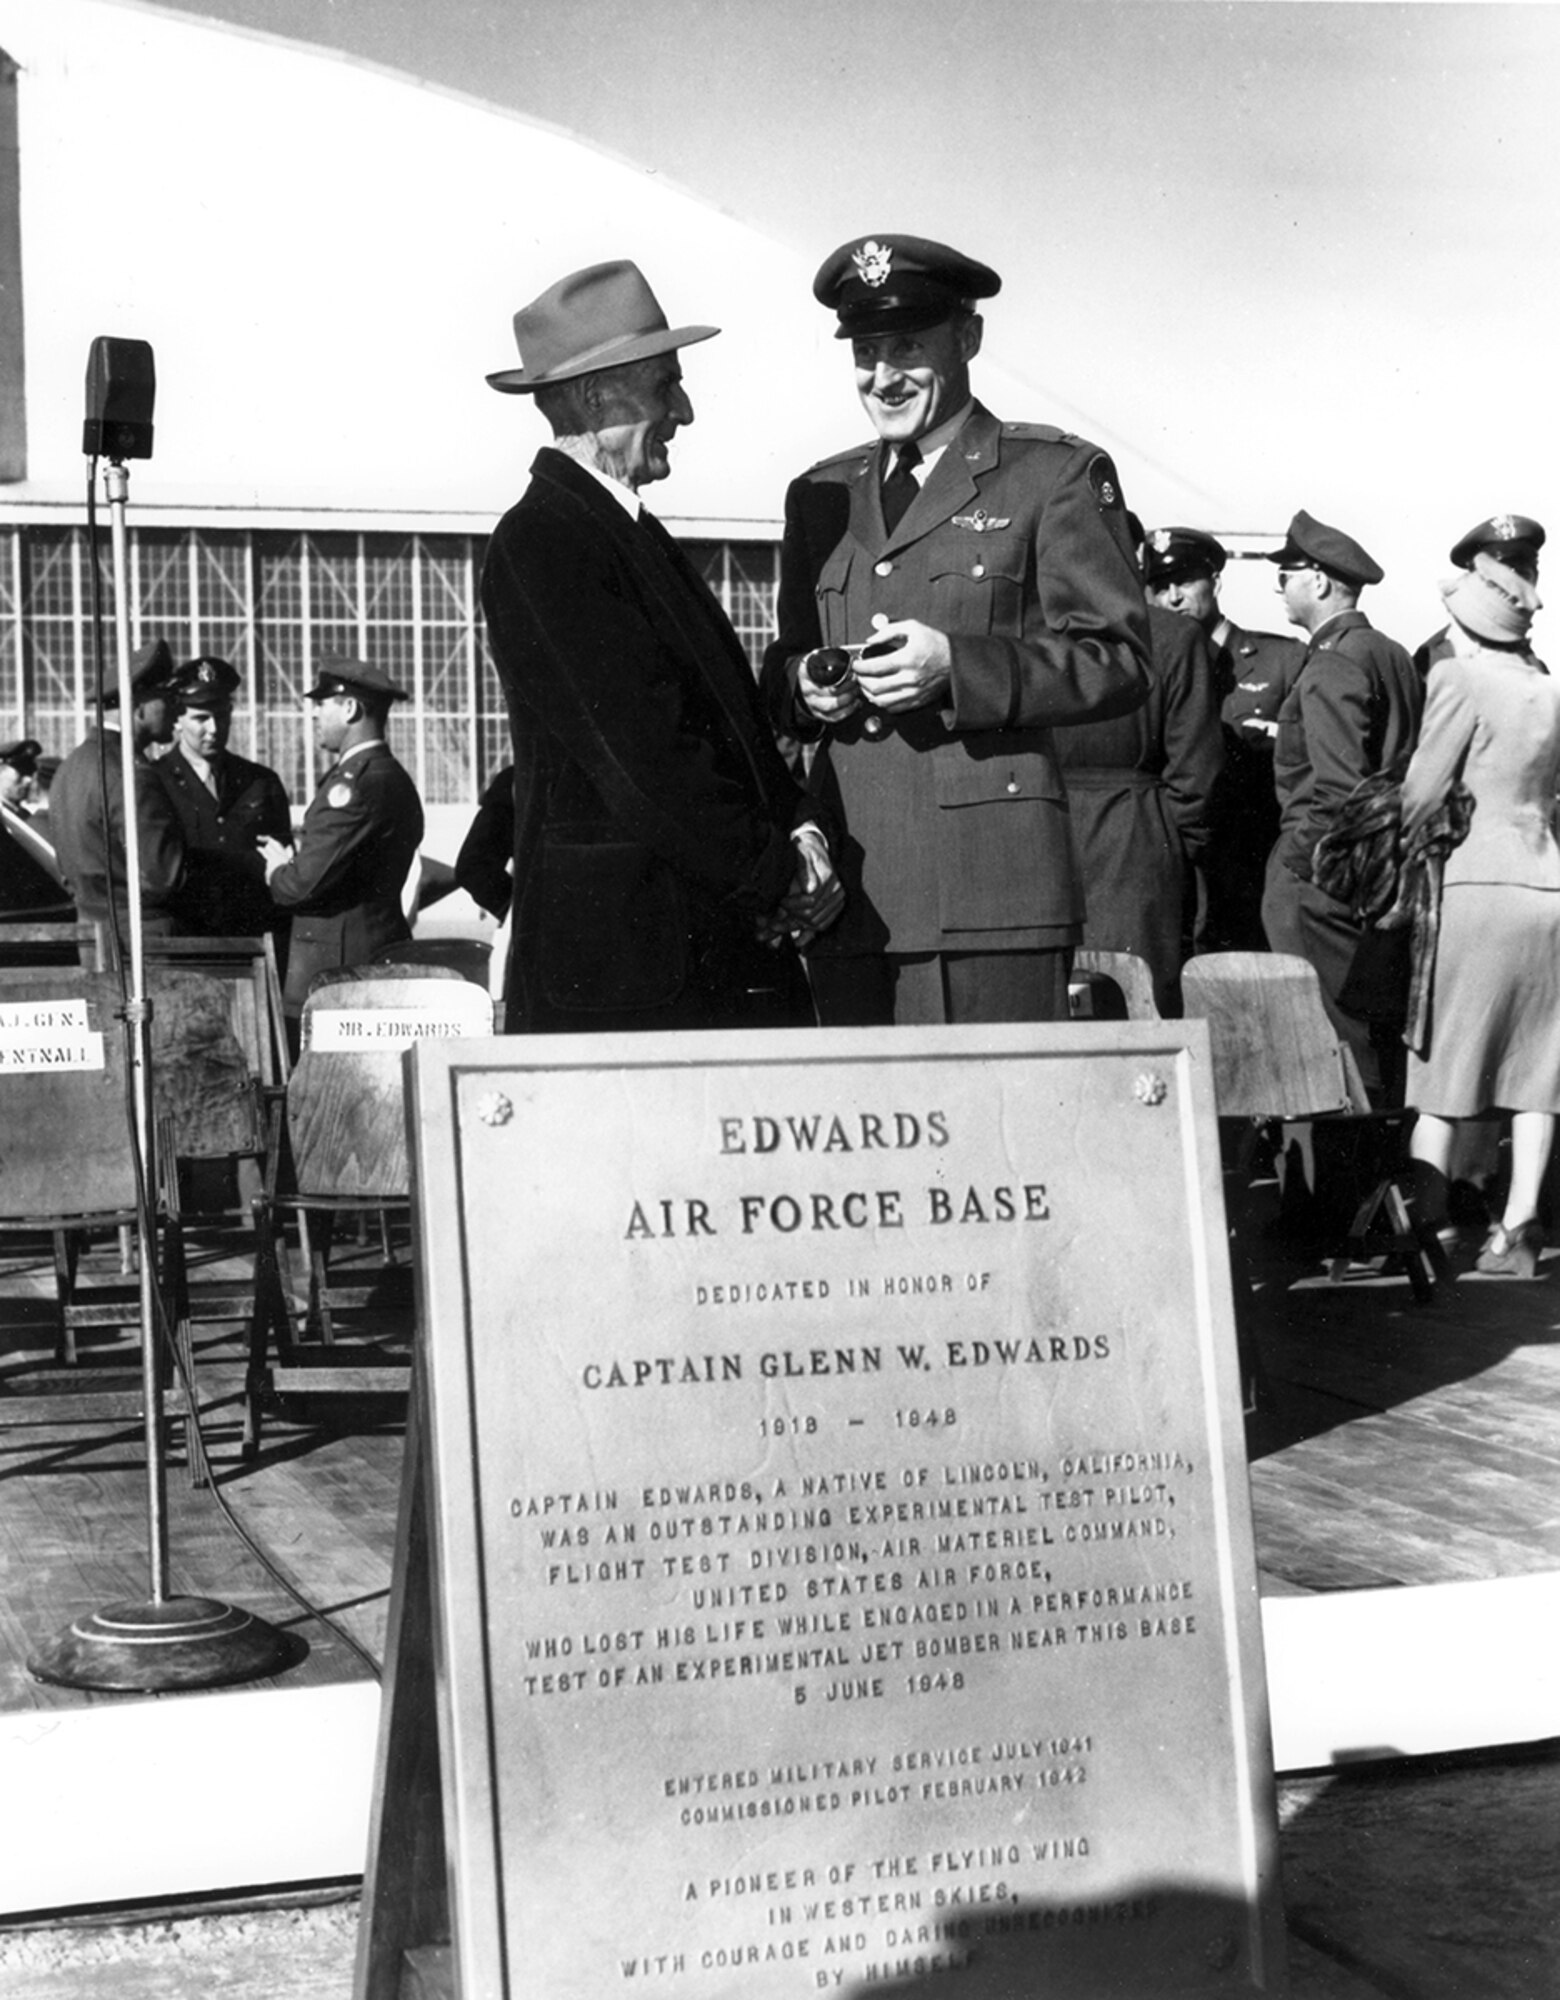 MR. EDWARDS
EDWARDS
AIR FORCE BASE
DEDICATED IN HONOR OF
CAPTAIN GLENN W. EDWARDS
1918 – 1948
CAPTAIN EDWARDS, A NATIVE OF LINCOLN, CALIFORNIA,
WAS AN OUTSTANDING EXPERIMENTAL TEST PILOT,
FLIGHT TEST DIVISION, AIR MATERIEL COMMAND,
UNITED STATES AIR FORCE,
WHO LOST HIS LIFE WHILE ENGAGED IN A PERFORMANCE
TEST OF AN EXPERIMENTAL JET BOMBER NEAR THIS BASE
5 JUNE 1948
ENTERED MILITARY SERVICE JULY 1941
COMMISSIONED PILOT FEBRUARY 1942
A PIONEER OF THE FLYING WING
IN WESTERN SKIES,
WITH COURAGE AND DARING UNRECOGNIZED
BY HIMSELF